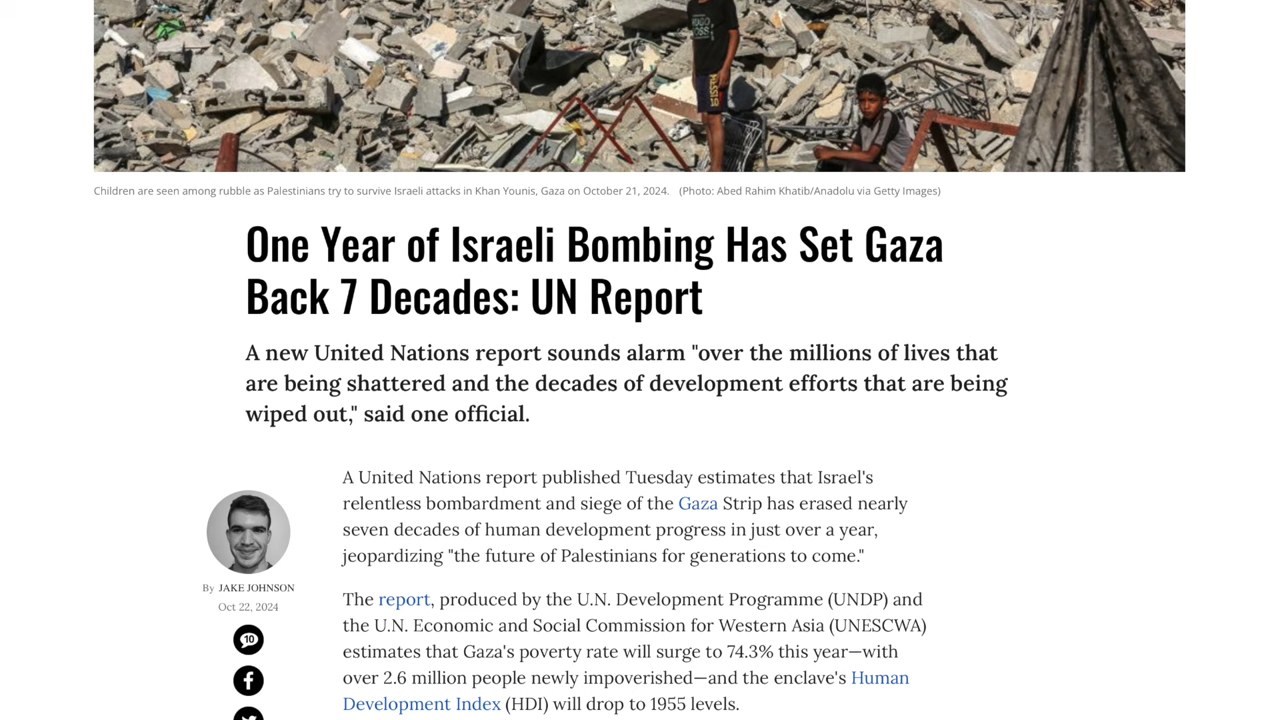 HUGO
BOSS
RUSSIA
Children are seen among rubble as Palestinians try to survive Israeli attacks in Khan Younis, Gaza on October 21, 2024. (Photo: Abed Rahim Khatib/Anadolu via Getty Images)
One Year of Israeli Bombing Has Set Gaza
Back 7 Decades: UN Report
A new United Nations report sounds alarm "over the millions of lives that
are being shattered and the decades of development efforts that are being
wiped out," said one official.
A United Nations report published Tuesday estimates that Israel's
relentless bombardment and siege of the Gaza Strip has erased nearly
seven decades of human development progress in just over a year,
jeopardizing "the future of Palestinians for generations to come."
By JAKE JOHNSON
Oct 22, 2024
10
The report, produced by the U.N. Development Programme (UNDP) and
the U.N. Economic and Social Commission for Western Asia (UNESCWA)
estimates that Gaza's poverty rate will surge to 74.3% this year—with
over 2.6 million people newly impoverished—and the enclave's Human
Development Index (HDI) will drop to 1955 levels.